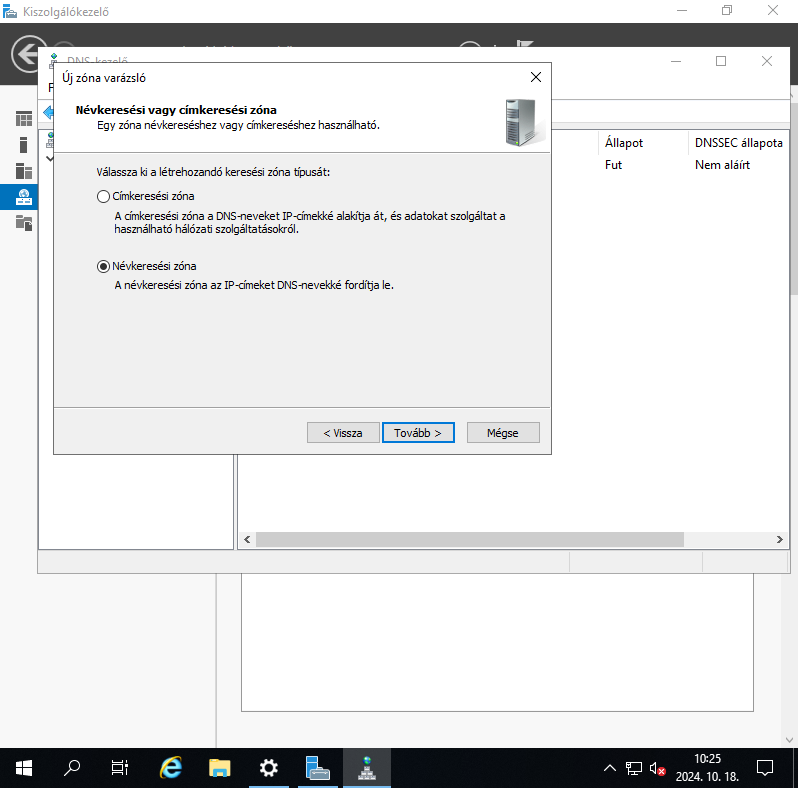 Kiszolgálókezelő
DNS-kezelő
F
Új zóna varázsló
Névkeresési vagy címkeresési zóna
Egy zóna névkereséshez vagy címkereséshez használható.
Állapot
DNSSEC állapota
Válassza ki a létrehozandó keresési zóna típusát:
Fut
Nem aláírt
Címkeresési zóna
A címkeresési zóna a DNS-neveket IP-címekké alakítja át, és adatokat szolgáltat a
használható hálózati szolgáltatásokról.
Névkeresési zóna
A névkeresési zóna az IP-címeket DNS-nevekké fordítja le.
< Vissza
Tovább >
Mégse
10:25
2024. 10. 18.